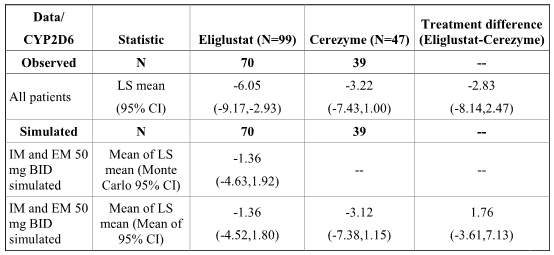 Data/ CYP2D6 Statistic Eliglustat (N=99) Cerezyme (N=47) Treatment difference (Eliglustat-Cerezyme)
Observed N 70 39 --
All patients LS mean (95% CI) -6.05 (-9.17,-2.93) -3.22 (-7.43,1.00) -2.83 (-8.14,2.47)
Simulated N 70 39 --
IM and EM 50 mg BID simulated Mean of LS mean (Monte Carlo 95% CI) -1.36 (-4.63,1.92) -- --
IM and EM 50 mg BID simulated Mean of LS mean (Mean of 95% CI) -1.36 (-4.52,1.80) -3.12 (-7.38,1.15) 1.76 (-3.61,7.13)